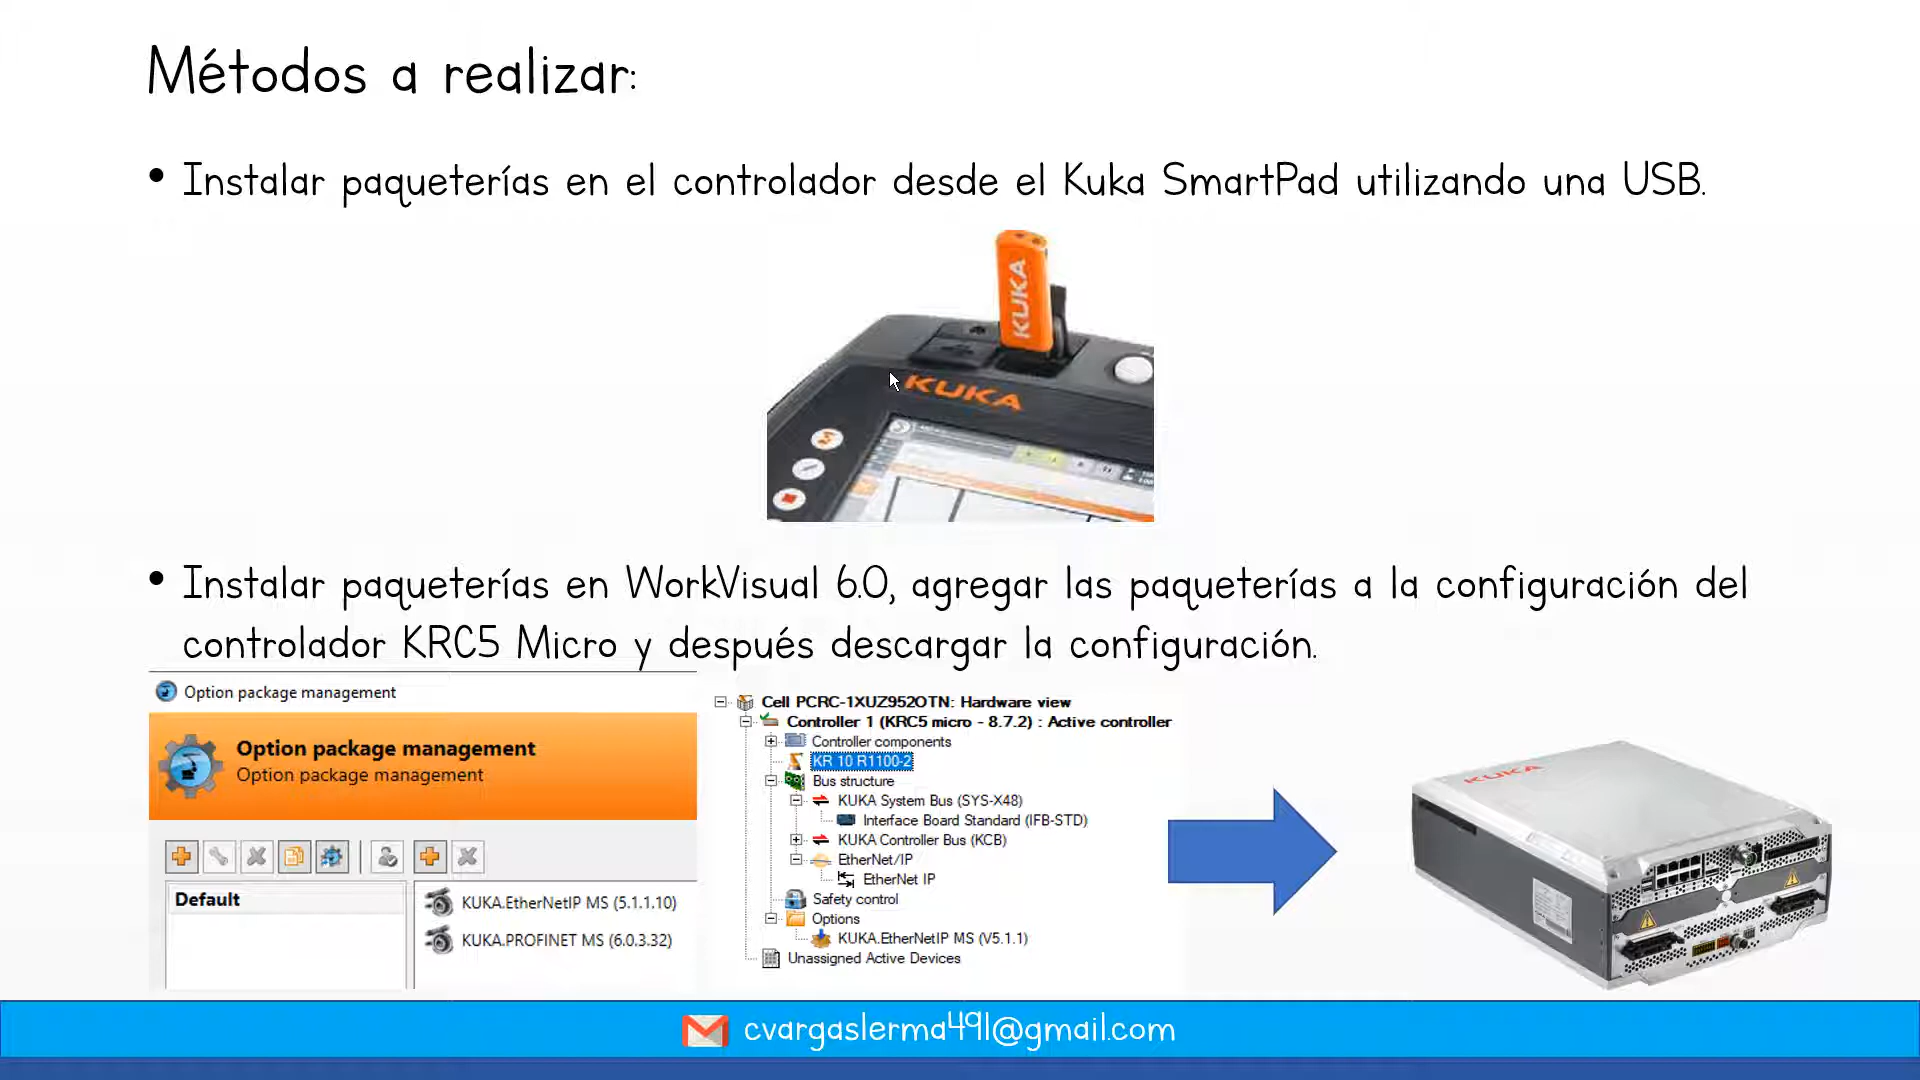 Métodos a realizar:
• Instalar paqueterías en el controlador desde el Kuka SmartPad utilizando una USB.
KUKA
KUKA
• Instalar paqueterías en WorkVisual 6.0, agregar las paqueterías a la configuración del
controlador KRC5 Micro y después descargar la configuración.
Option package management
Option package management
Option package management
Default
KUKA.EtherNetIP MS (5.1.1.10)
KUKA.PROFINET MS (6.0.3.32)
Cell PCRC-1XUZ952OTN: Hardware view
Controller 1 (KRC5 micro - 8.7.2) : Active controller
Controller components
KR 10 R1100-2
Bus structure
KUKA System Bus (SYS-X48)
Interface Board Standard (IFB-STD)
KUKA Controller Bus (KCB)
EtherNet/IP
EtherNet IP
Safety control
Options
KUKA.EtherNetIP MS (V5.1.1)
Unassigned Active Devices
KUKA
cvargaslerma491@gmail.com